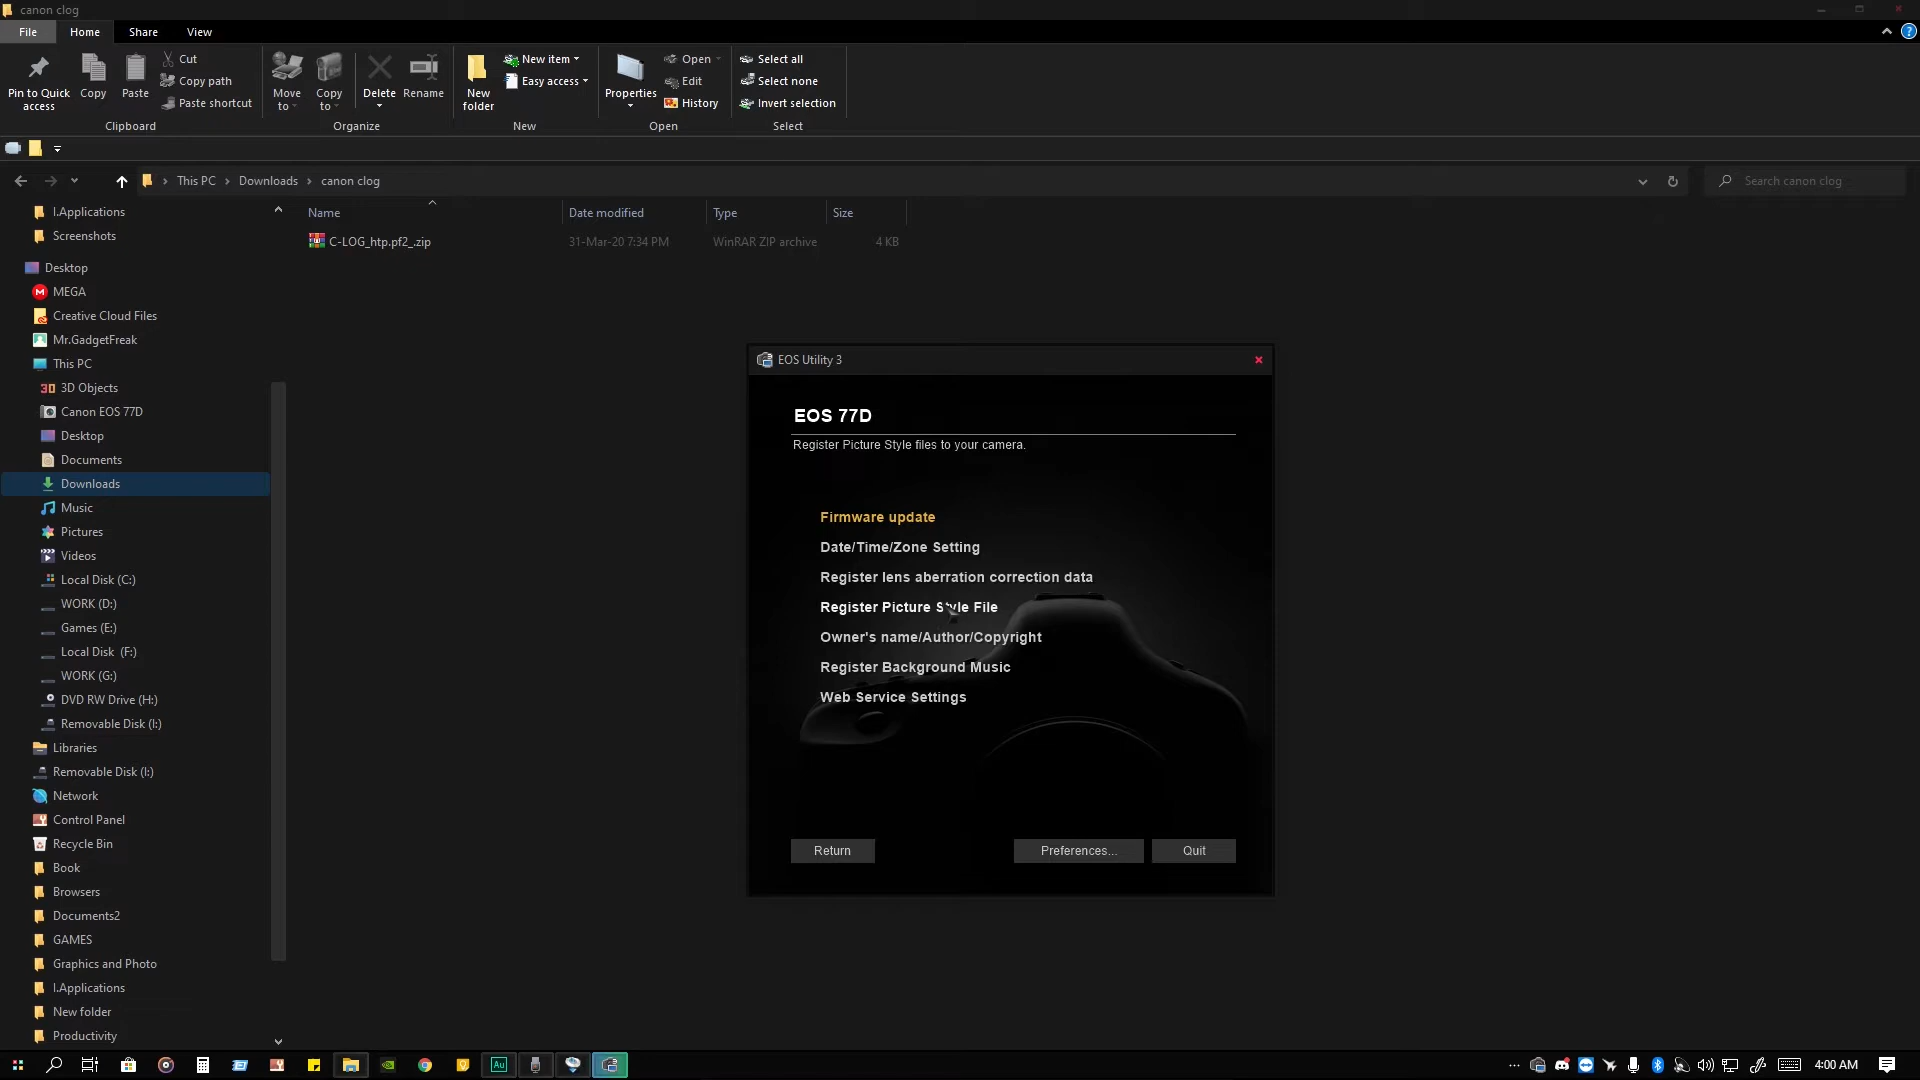 canon clog
File Home Share View
Pin to Quick access
Copy
Paste
Cut
Copy path
Paste shortcut
Clipboard
Move to
Copy to
Delete
Rename
Organize
New folder
New item
Easy access
New
Properties
Open
Edit
History
Open
Select all
Select none
Invert selection
Select
This PC › Downloads › canon clog
Search canon clog
Name Date modified Type Size
C-LOG_htp.pf2_.zip 31-Mar-20 7:34 PM WinRAR ZIP archive 4 KB
I.Applications
Screenshots
Desktop
MEGA
Creative Cloud Files
Mr.GadgetFreak
This PC
3D Objects
Canon EOS 77D
Desktop
Documents
Downloads
Music
Pictures
Videos
Local Disk (C:)
WORK (D:)
Games (E:)
Local Disk (F:)
WORK (G:)
DVD RW Drive (H:)
Removable Disk (I:)
Libraries
Removable Disk (I:)
Network
Control Panel
Recycle Bin
Book
Browsers
Documents2
GAMES
Graphics and Photo
I.Applications
New folder
Productivity
EOS Utility 3
EOS 77D
Register Picture Style files to your camera.
Firmware update
Date/Time/Zone Setting
Register lens aberration correction data
Register Picture Style File
Owner's name/Author/Copyright
Register Background Music
Web Service Settings
Return Preferences... Quit
Au
4:00 AM